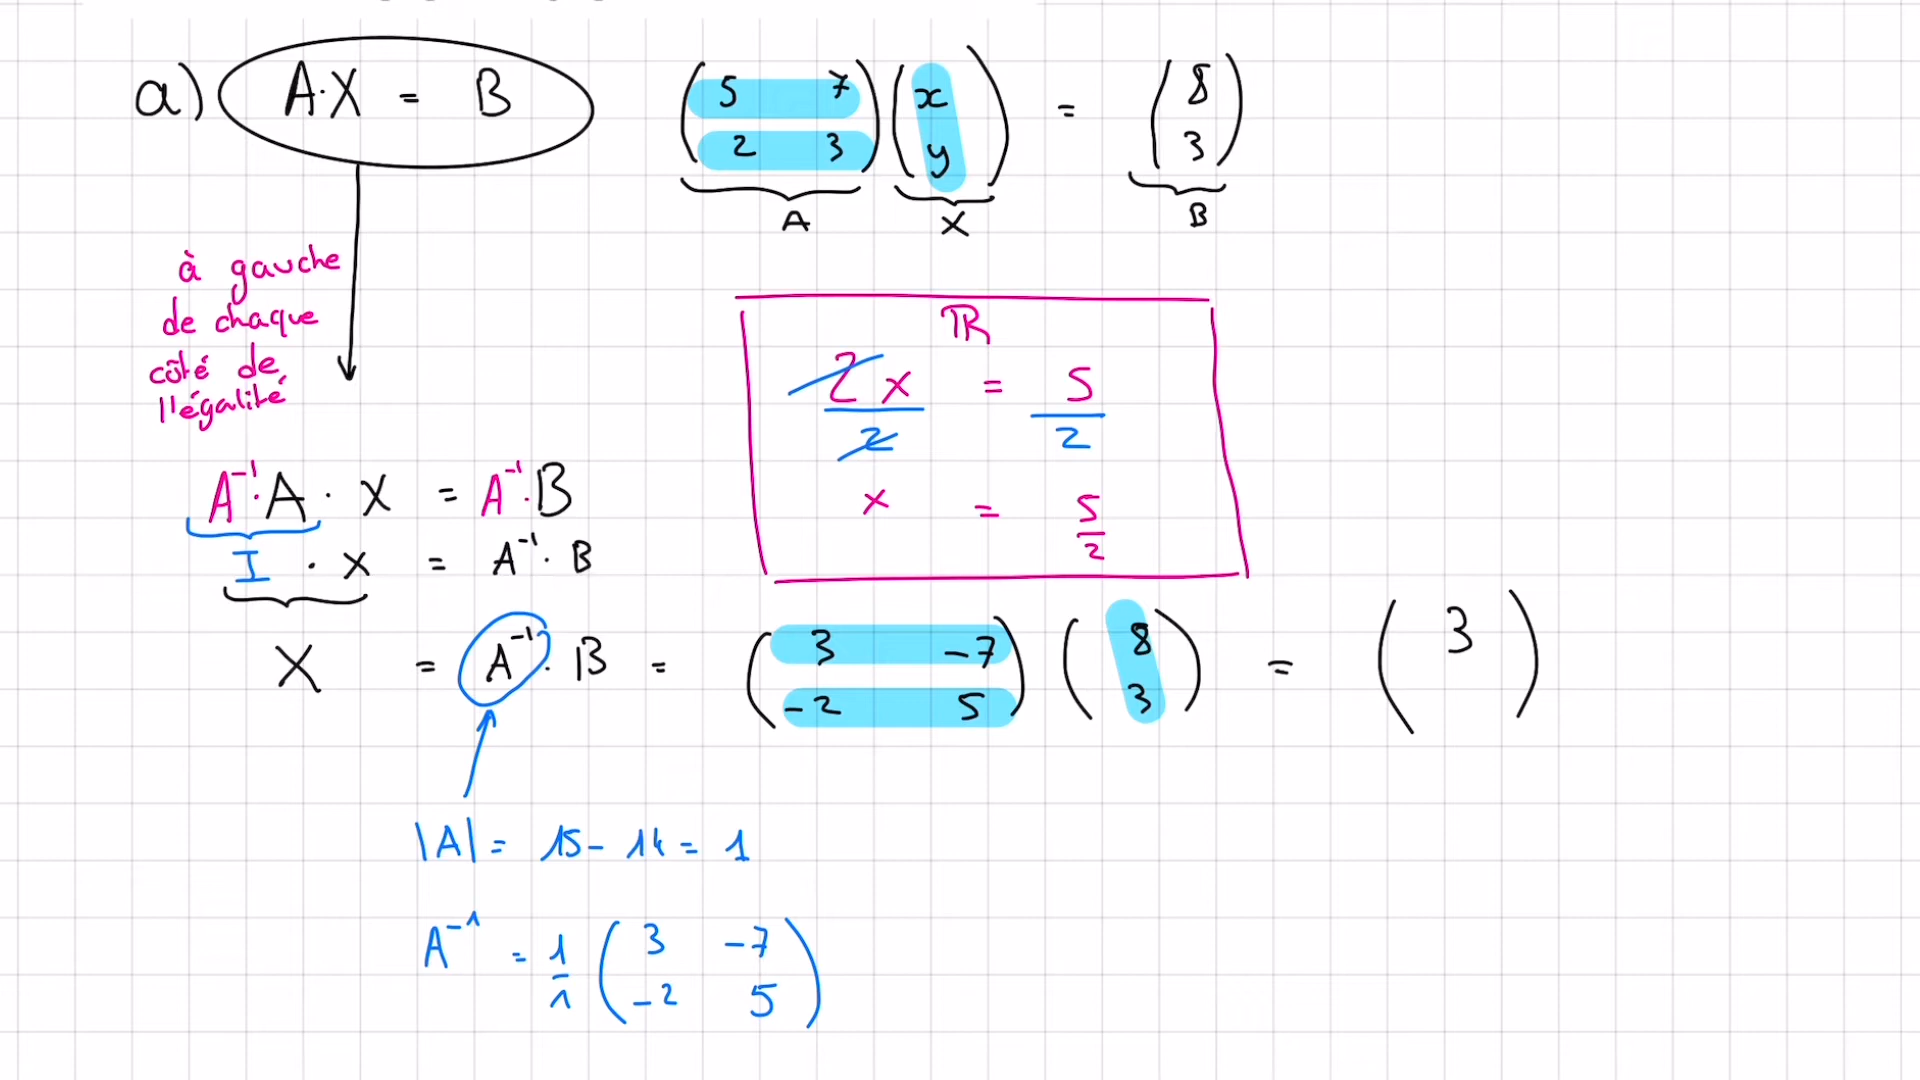 a) A·X = B
( 5 7 ) ( x ) = ( 8 )
( 2 3 ) ( y ) ( 3 )
A X B
à gauche
de chaque
côté de
l'égalité
ℝ
2x = 5
2 2
x = 5/2
A⁻¹·A · X = A⁻¹·B
I · X = A⁻¹·B
X = A⁻¹·B = ( 3 -7 ) ( 8 ) = ( 3 )
( -2 5 ) ( 3 )
|A| = 15 - 14 = 1
A⁻¹ = 1/1 ( 3 -7 )
( -2 5 )